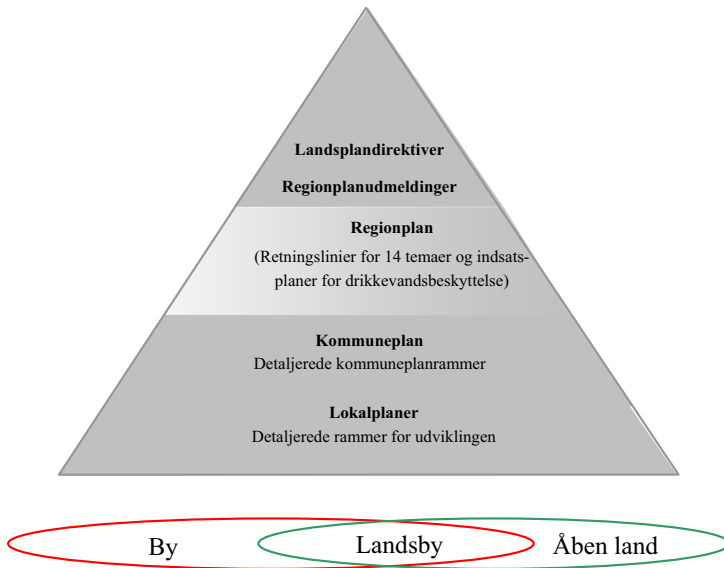 Landsplandirektiver
Regionplanudmeldinger
Regionplan
(Retningslinier for 14 temaer og indsats-
planer for drikkevandsbeskyttelse)
Kommuneplan
Detaljerede kommuneplanrammer
Lokalplaner
Detaljerede rammer for udviklingen
By Landsby Åben land